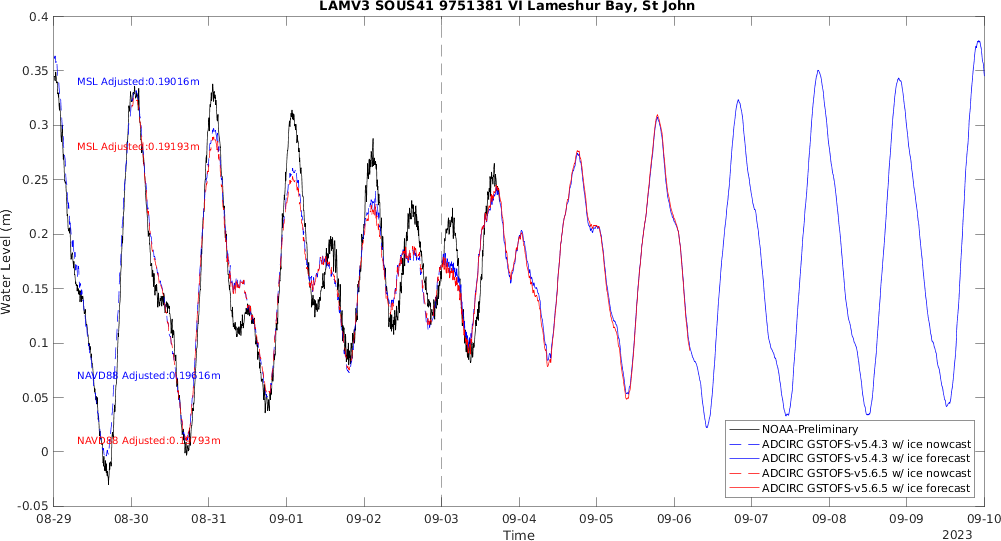 LAMV3 SOUS41 9751381 VI Lameshur Bay, St John
0.4
0.35
0.3
0.25
0.2
0.15
0.1
0.05
0
-0.05
Water Level (m)
MSL Adjusted:0.19016m
MSL Adjusted:0.19193m
NAVD88 Adjusted:0.19616m
NAVD88 Adjusted:0.19793m
NOAA-Preliminary
ADCIRC GSTOFS-v5.4.3 w/ ice nowcast
ADCIRC GSTOFS-v5.4.3 w/ ice forecast
ADCIRC GSTOFS-v5.6.5 w/ ice nowcast
ADCIRC GSTOFS-v5.6.5 w/ ice forecast
08-29 08-30 08-31 09-01 09-02 09-03 09-04 09-05 09-06 09-07 09-08 09-09 09-10
Time
2023